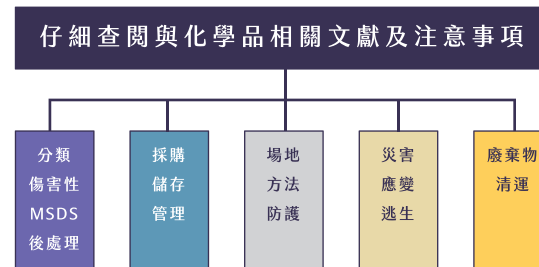 仔細查閱與化學品相關文獻及注意事項
分類
傷害性
MSDS
後處理
採購
儲存
管理
場地
方法
防護
災害
應變
逃生
廢棄物
清運